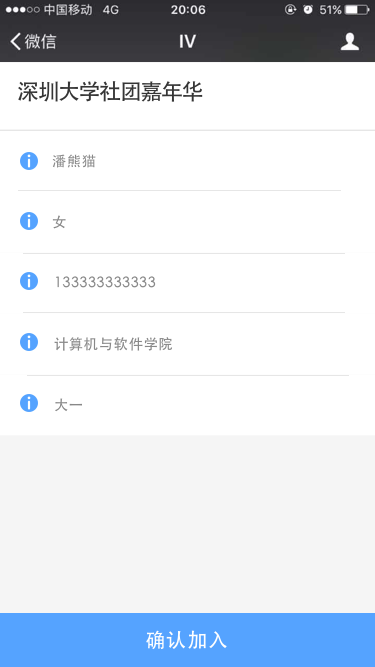 中国移动 4G 20:06 51%
微信 IV
深圳大学社团嘉年华
潘熊猫
女
133333333333
计算机与软件学院
大一
确认加入